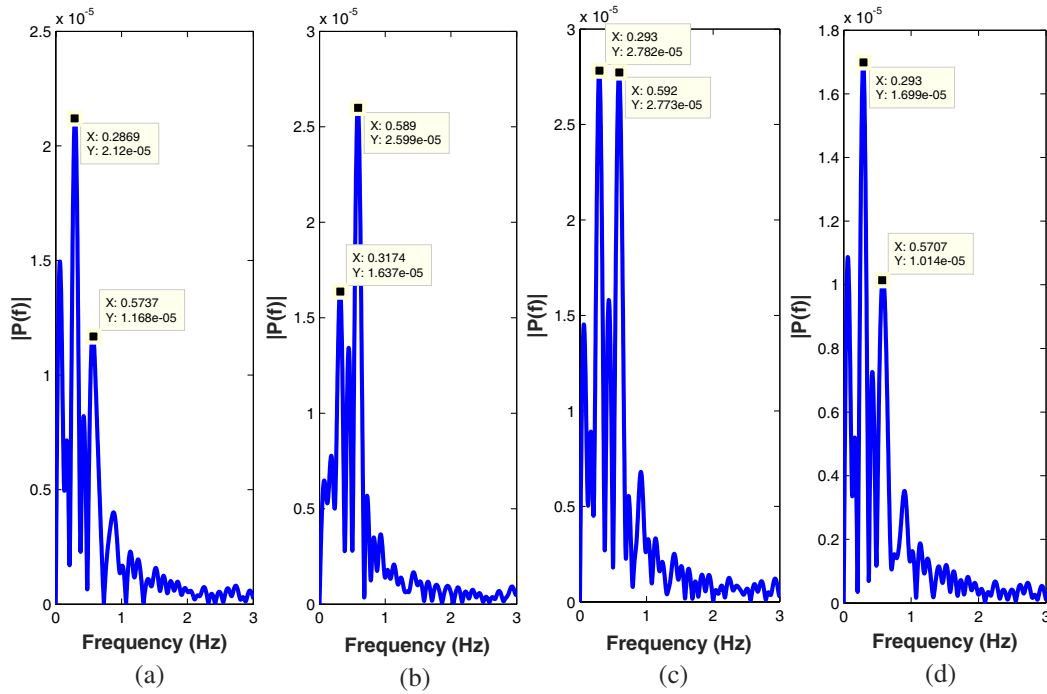 x 10⁻⁵
2.5
2
1.5
1
0.5
0
|P(f)|
X: 0.2869
Y: 2.12e-05
X: 0.5737
Y: 1.168e-05
0 1 2 3
Frequency (Hz)
(a)
x 10⁻⁵
3
2.5
2
1.5
1
0.5
0
|P(f)|
X: 0.589
Y: 2.599e-05
X: 0.3174
Y: 1.637e-05
0 1 2 3
Frequency (Hz)
(b)
x 10⁻⁵
3
2.5
2
1.5
1
0.5
0
|P(f)|
X: 0.293
Y: 2.782e-05
X: 0.592
Y: 2.773e-05
0 1 2 3
Frequency (Hz)
(c)
x 10⁻⁵
1.8
1.6
1.4
1.2
1
0.8
0.6
0.4
0.2
0
|P(f)|
X: 0.293
Y: 1.699e-05
X: 0.5707
Y: 1.014e-05
0 1 2 3
Frequency (Hz)
(d)